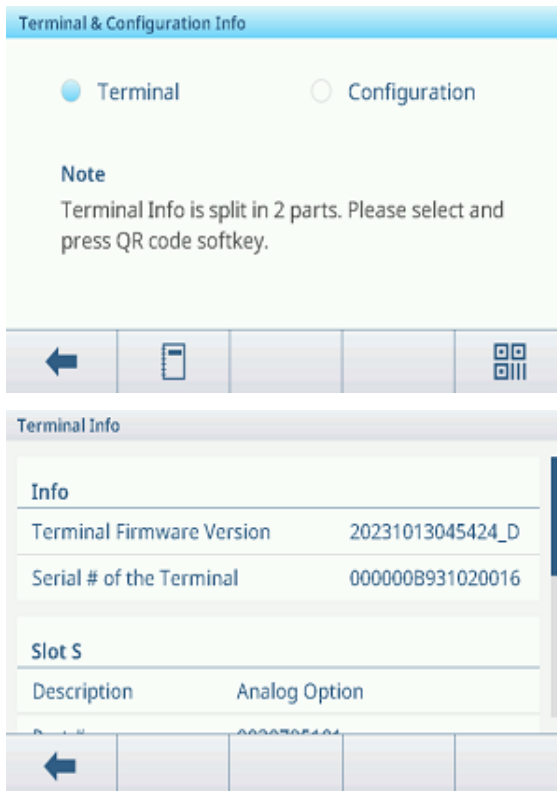 Terminal & Configuration Info
Terminal Configuration
Note
Terminal Info is split in 2 parts. Please select and
press QR code softkey.
Terminal Info
Info
Terminal Firmware Version 20231013045424_D
Serial # of the Terminal 000000B931020016
Slot S
Description Analog Option